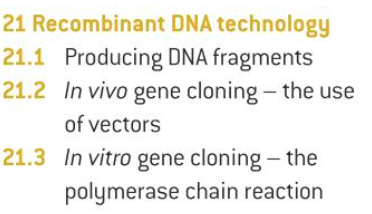 21 Recombinant DNA technology
21.1 Producing DNA fragments
21.2 In vivo gene cloning – the use
of vectors
21.3 In vitro gene cloning – the
polymerase chain reaction